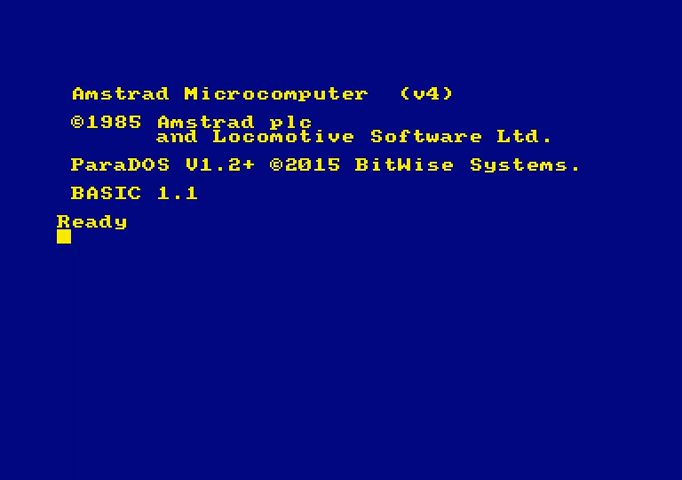 Amstrad Microcomputer  (v4)
©1985 Amstrad plc
and Locomotive Software Ltd.
ParaDOS V1.2+ ©2015 BitWise Systems.
BASIC 1.1
Ready